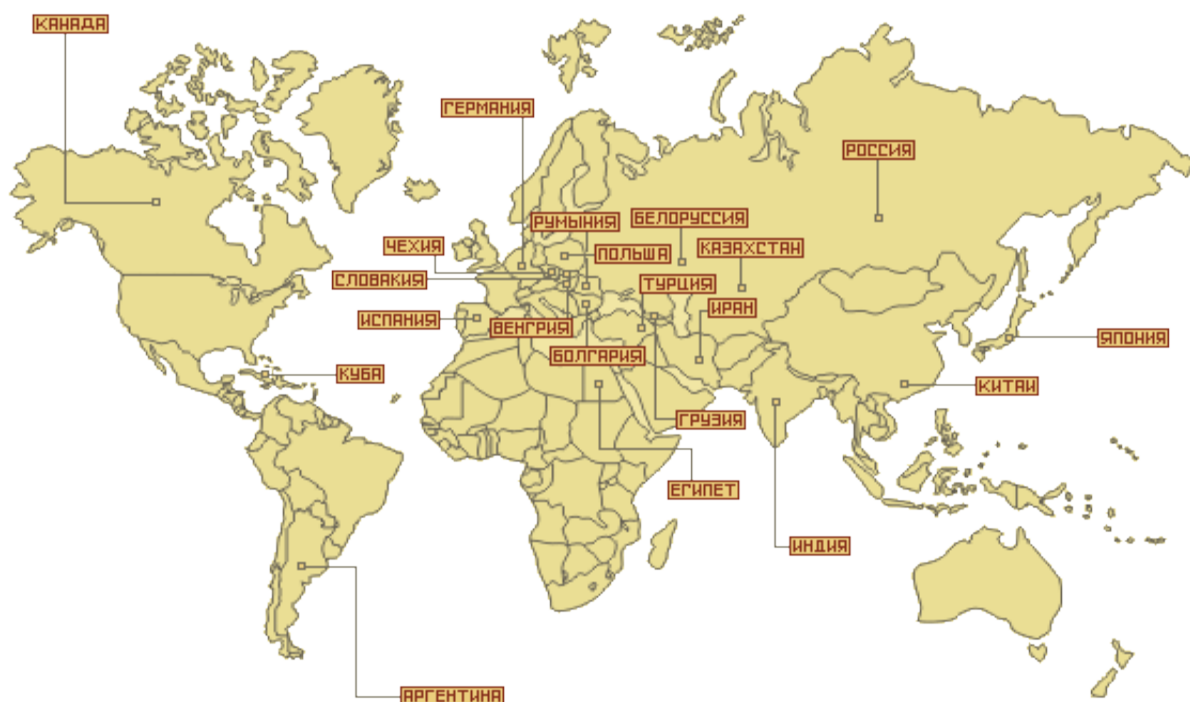 КАНАДА
ГЕРМАНИЯ
РОССИЯ
РУМЫНИЯ
БЕЛОРУССИЯ
ЧЕХИЯ
ПОЛЬША
КАЗАХСТАН
СЛОВАКИЯ
ТУРЦИЯ
ИРАН
ИСПАНИЯ
ВЕНГРИЯ
ЯПОНИЯ
БОЛГАРИЯ
КУБА
КИТАИ
ГРУЗИЯ
ЕГИПЕТ
ИНДИЯ
АРГЕНТИНА